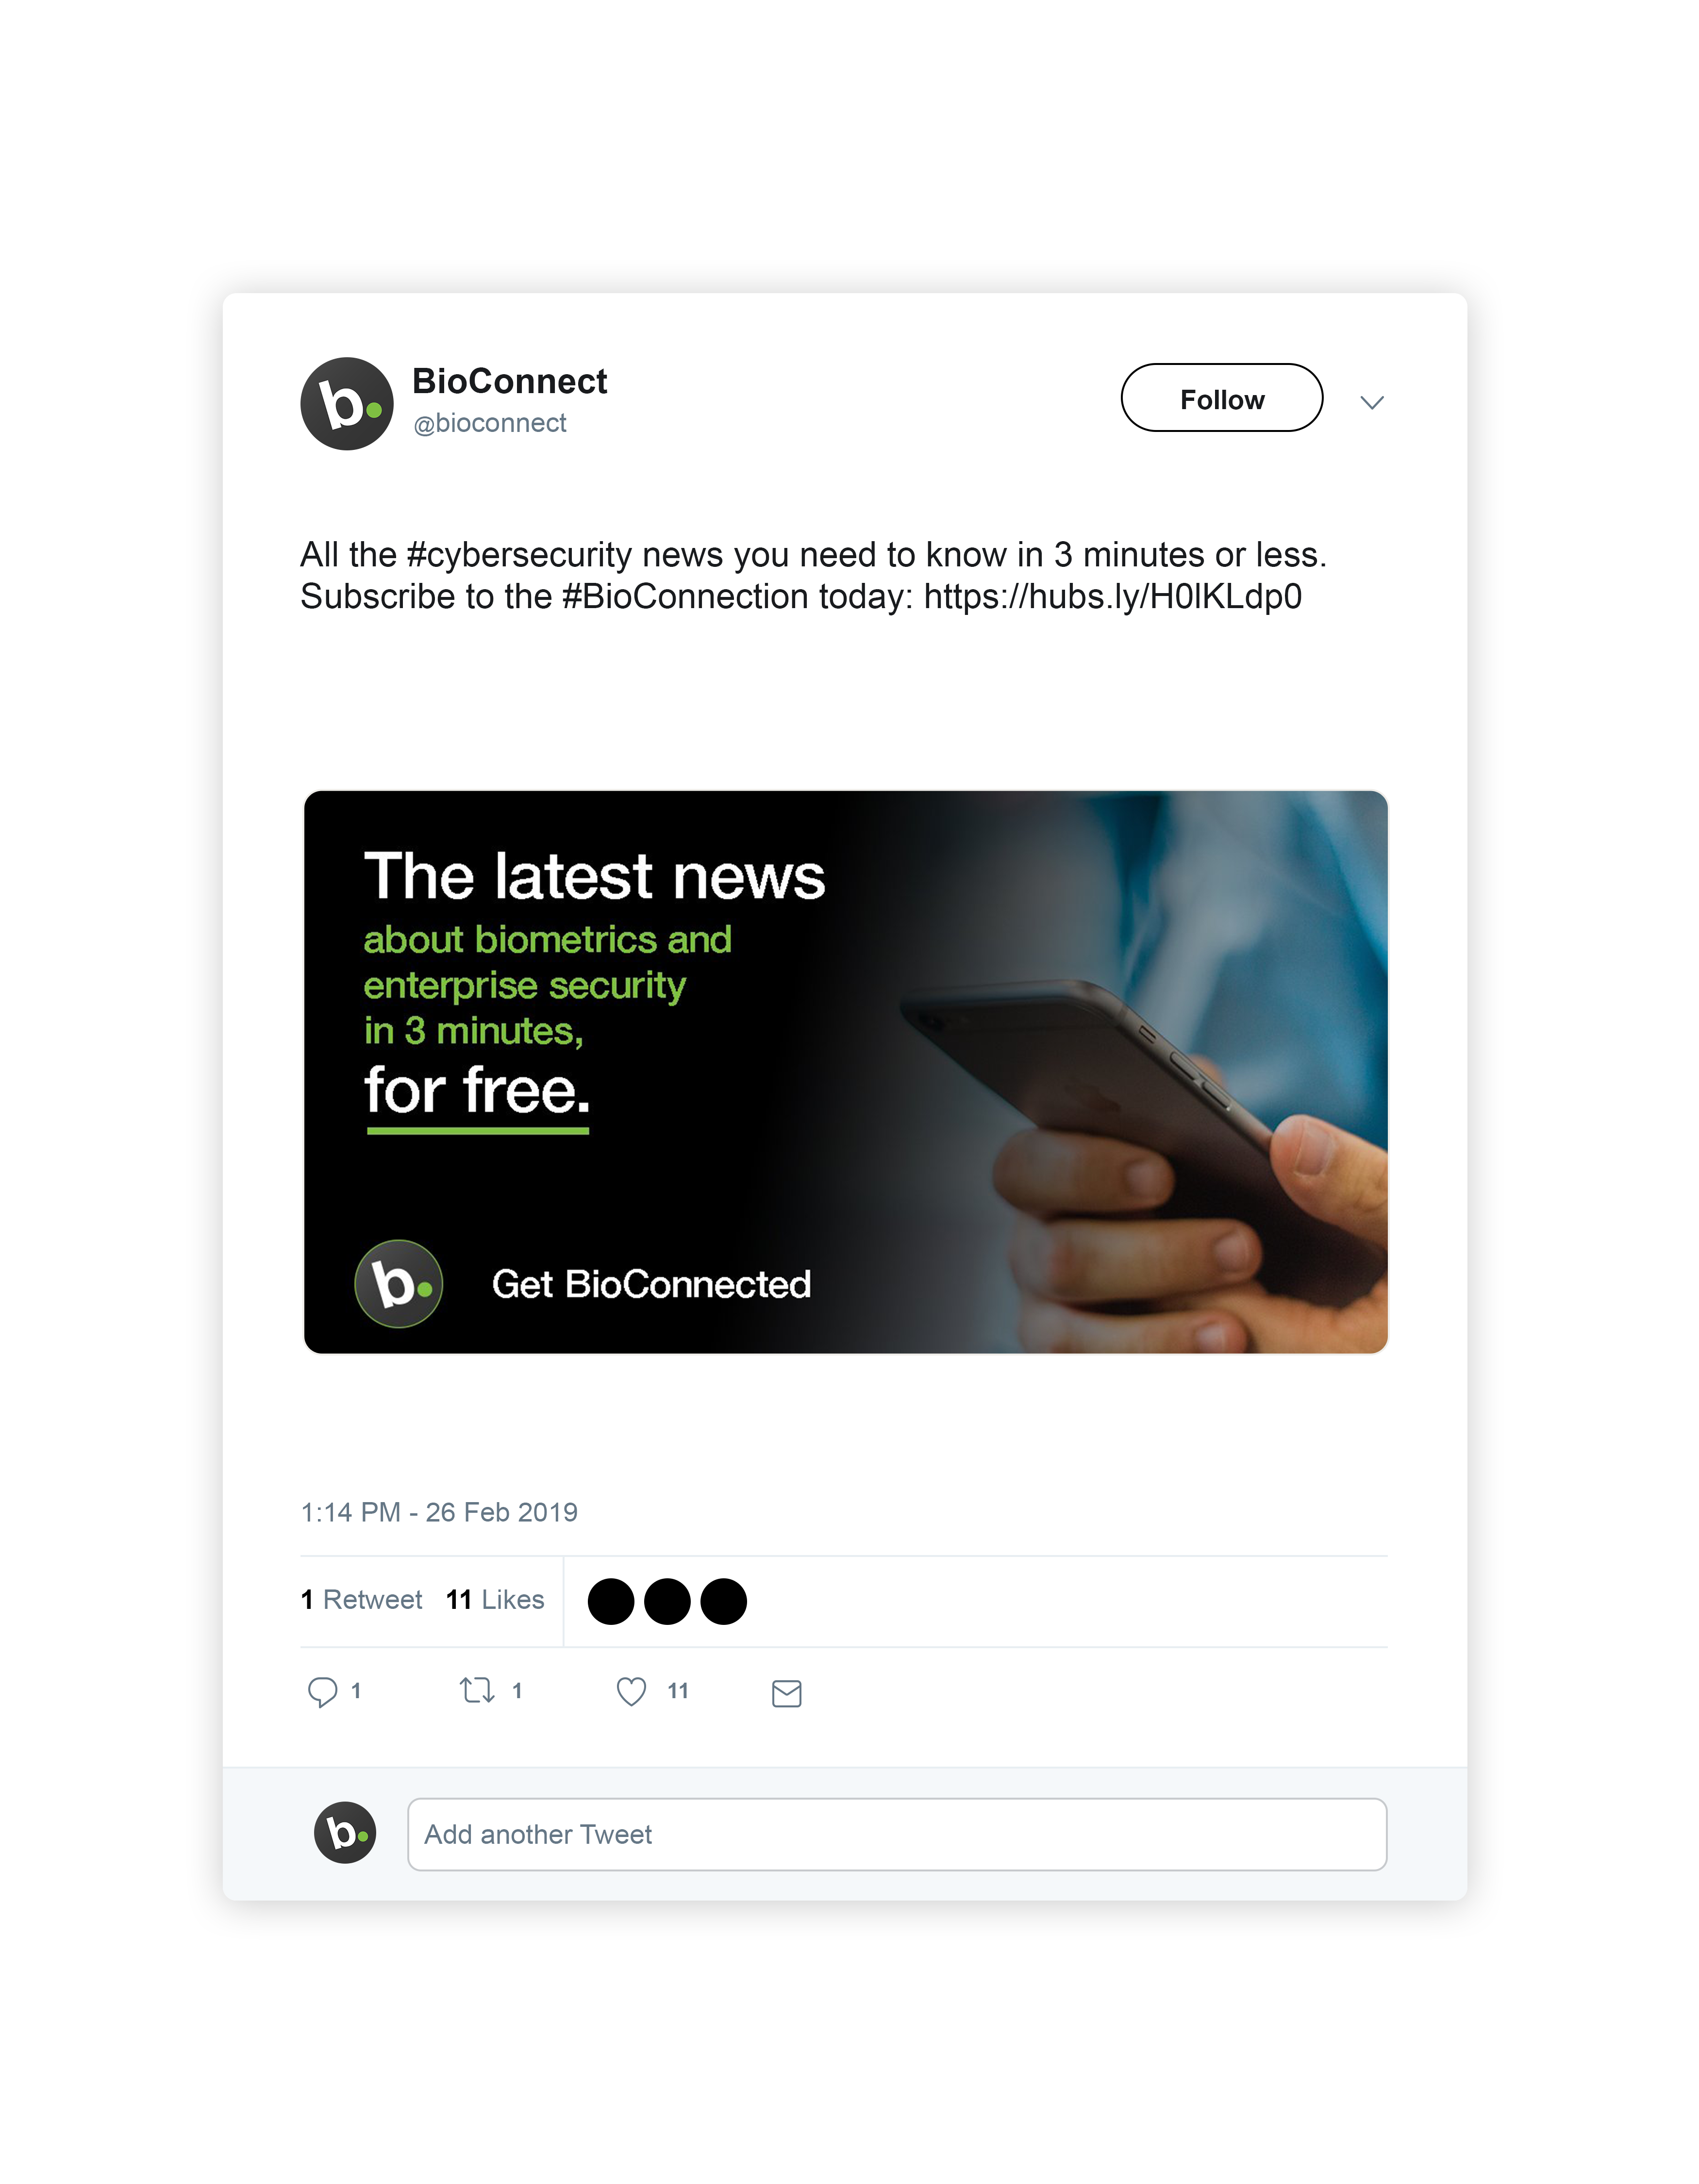 b.
BioConnect
@bioconnect
Follow
All the #cybersecurity news you need to know in 3 minutes or less.
Subscribe to the #BioConnection today: https://hubs.ly/H0lKLdp0
The latest news
about biometrics and
enterprise security
in 3 minutes,
for free.
b.
Get BioConnected
1:14 PM - 26 Feb 2019
1 Retweet 11 Likes
1 1 11
b.
Add another Tweet